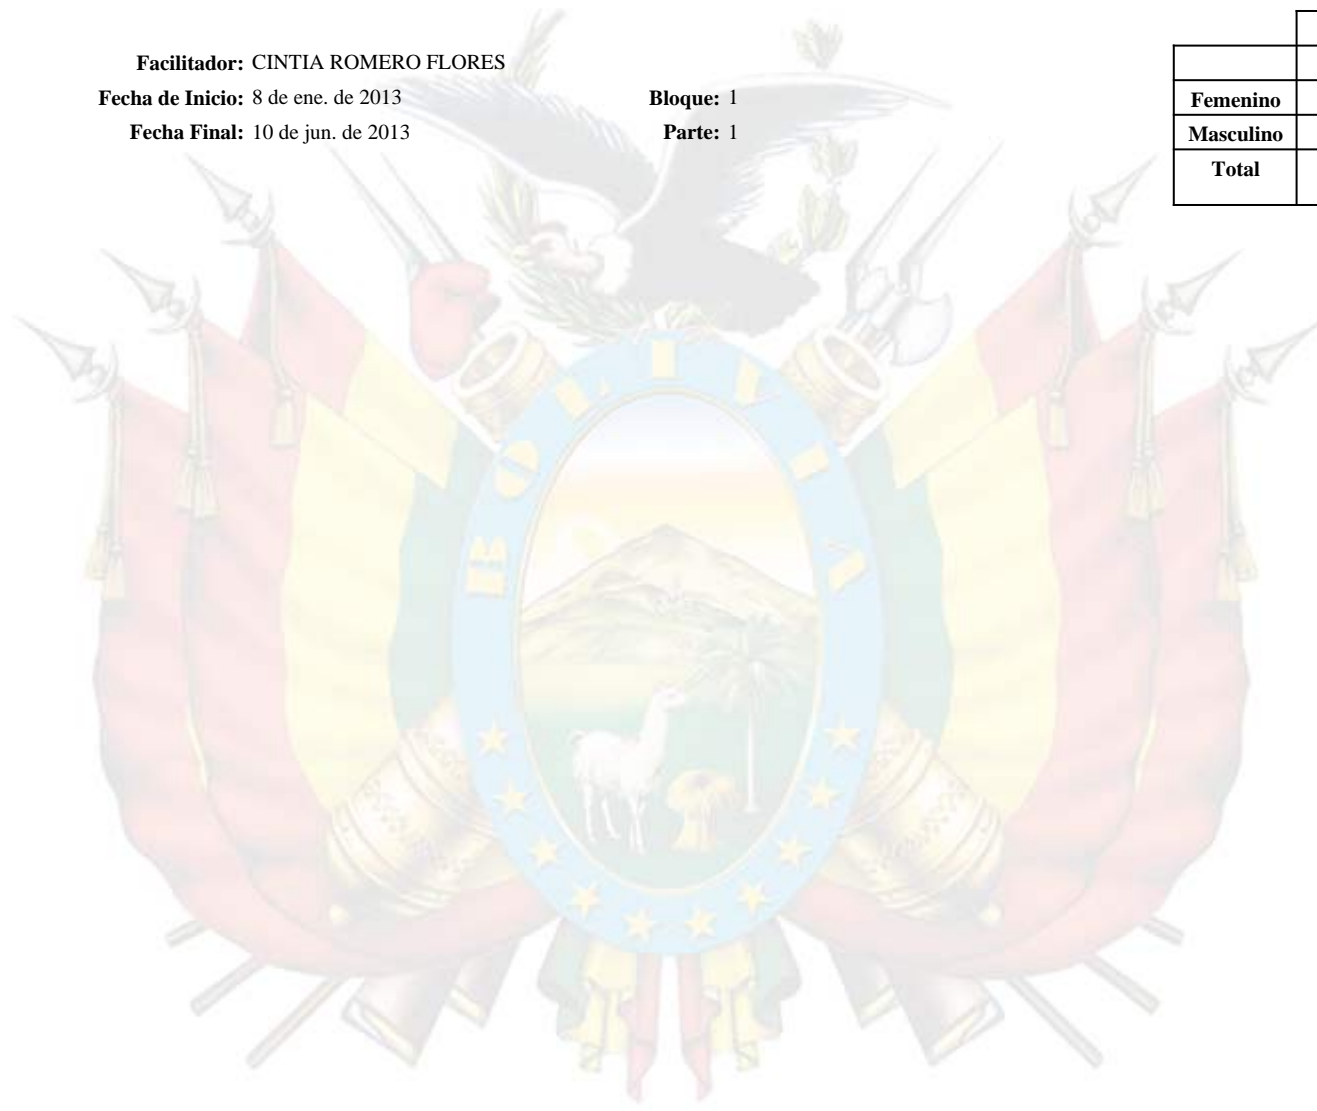 Facilitador: CINTIA ROMERO FLORES
Fecha de Inicio: 8 de ene. de 2013 Bloque: 1
Fecha Final: 10 de jun. de 2013 Parte: 1
Femenino
Masculino
Total
BOLIVIA